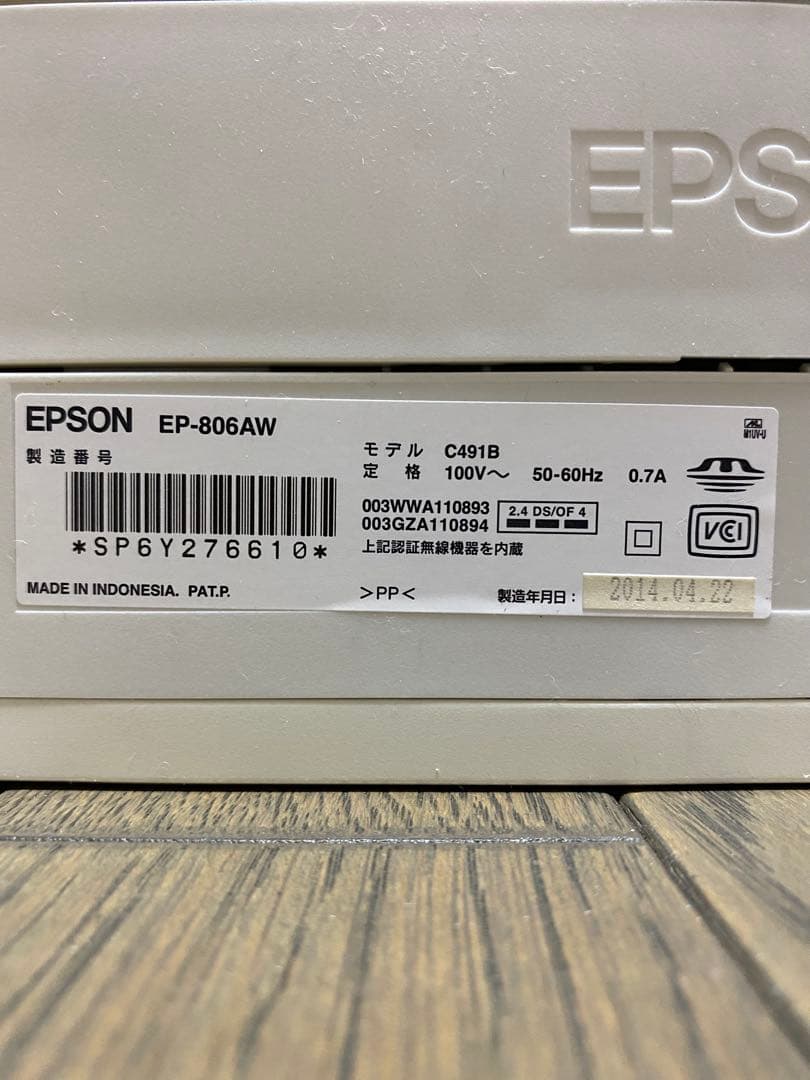 EPS
EPSON EP-806AW
製造番号
*SP6Y276610*
MADE IN INDONESIA. PAT.P.
モデル C491B
定格 100V～ 50-60Hz 0.7A
003WWA110893
003GZA110894
2.4 DS/OF 4
上記認証無線機器を内蔵
>PP<
製造年月日: 2014.04.22
M1UV-U
VCI